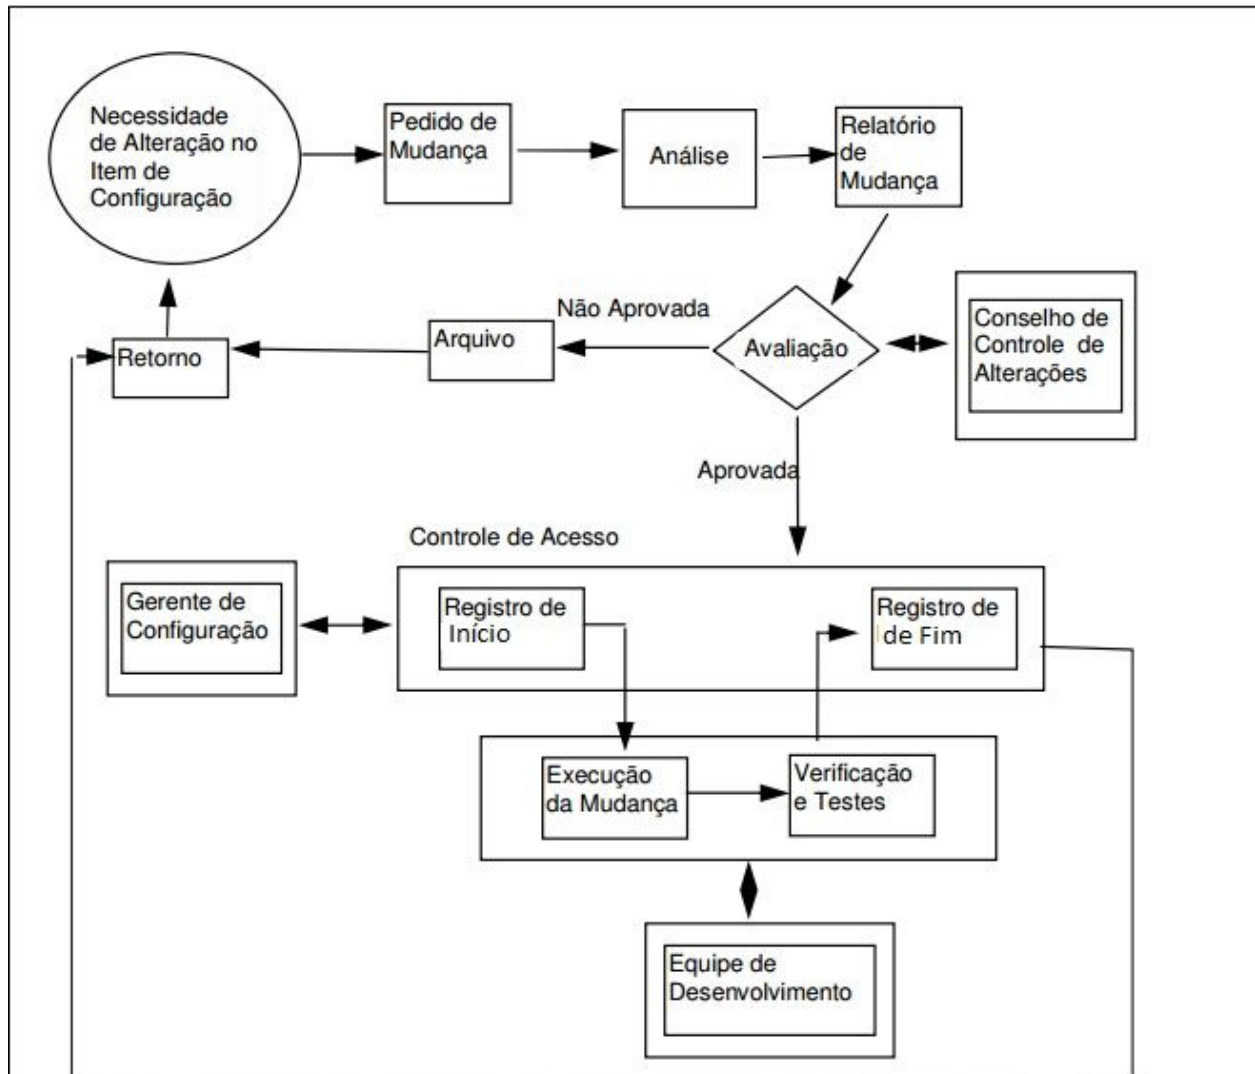 Necessidade
de Alteração no
Item de
Configuração
Pedido de
Mudança
Análise
Relatório
de
Mudança
Não Aprovada
Retorno
Arquivo
Avaliação
Conselho de
Controle de
Alterações
Aprovada
Controle de Acesso
Gerente de
Configuração
Registro de
Início
Registro de
de Fim
Execução
da Mudança
Verificação
e Testes
Equipe de
Desenvolvimento